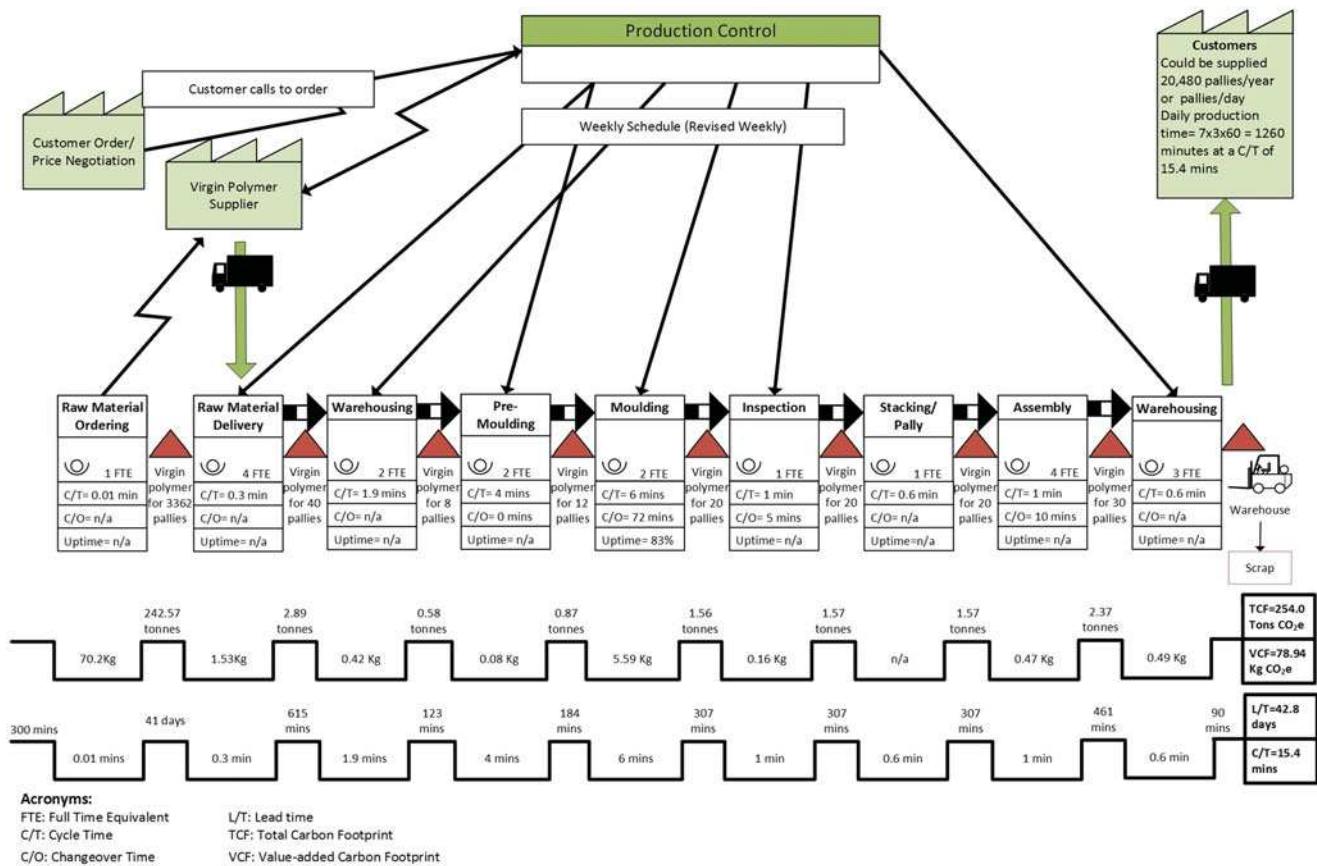 Production Control
Customer calls to order
Customer Order/
Price Negotiation
Virgin Polymer
Supplier
Weekly Schedule (Revised Weekly)
Customers
Could be supplied
20,480 pallies/year
or pallies/day
Daily production
time= 7x3x60 = 1260
minutes at a C/T of
15.4 mins
Raw Material
Ordering
1 FTE
C/T= 0.01 min
C/O= n/a
Uptime= n/a
Virgin
polymer
for 3362
pallies
Raw Material
Delivery
4 FTE
C/T= 0.3 min
C/O= n/a
Uptime= n/a
Virgin
polymer
for 40
pallies
Warehousing
2 FTE
C/T= 1.9 mins
C/O= n/a
Uptime= n/a
Virgin
polymer
for 8
pallies
Pre-
Moulding
2 FTE
C/T= 4 mins
C/O= 0 mins
Uptime= n/a
Virgin
polymer
for 12
pallies
Moulding
2 FTE
C/T= 6 mins
C/O= 72 mins
Uptime= 83%
Virgin
polymer
for 20
pallies
Inspection
1 FTE
C/T= 1 min
C/O= 5 mins
Uptime= n/a
Virgin
polymer
for 20
pallies
Stacking/
Pally
1 FTE
C/T= 0.6 min
C/O= n/a
Uptime=n/a
Virgin
polymer
for 20
pallies
Assembly
4 FTE
C/T= 1 min
C/O= 10 mins
Uptime= n/a
Virgin
polymer
for 30
pallies
Warehousing
3 FTE
C/T= 0.6 min
C/O= n/a
Uptime= n/a
Warehouse
Scrap
242.57
tonnes
2.89
tonnes
0.58
tonnes
0.87
tonnes
1.56
tonnes
1.57
tonnes
1.57
tonnes
2.37
tonnes
TCF=254.0
Tons CO₂e
70.2Kg
1.53Kg
0.42 Kg
0.08 Kg
5.59 Kg
0.16 Kg
n/a
0.47 Kg
0.49 Kg
VCF=78.94
Kg CO₂e
300 mins
41 days
615
mins
123
mins
184
mins
307
mins
307
mins
307
mins
461
mins
90
mins
L/T=42.8
days
0.01 mins
0.3 min
1.9 mins
4 mins
6 mins
1 min
0.6 min
1 min
0.6 min
C/T=15.4
mins
Acronyms:
FTE: Full Time Equivalent
L/T: Lead time
C/T: Cycle Time
TCF: Total Carbon Footprint
C/O: Changeover Time
VCF: Value-added Carbon Footprint